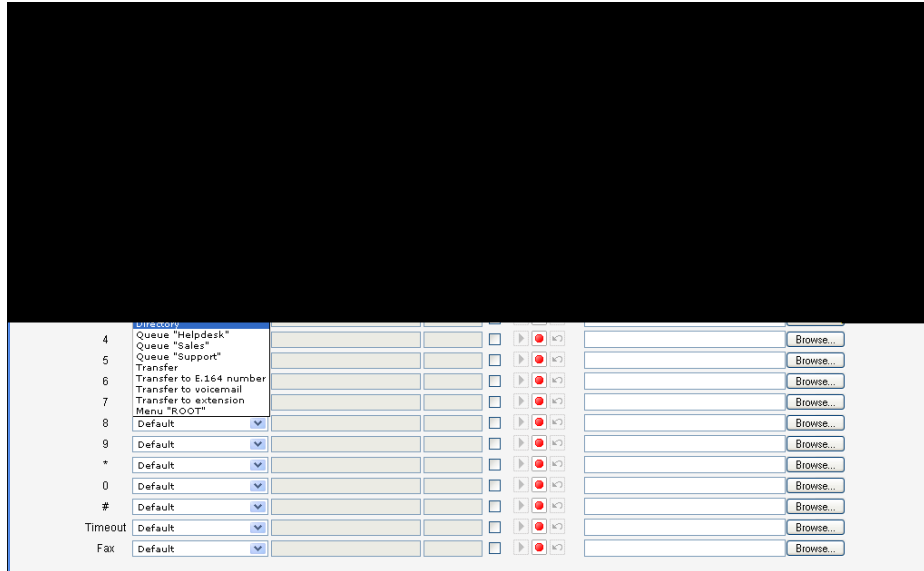 Directory
4 Queue "Helpdesk" Browse...
Queue "Sales"
5 Queue "Support" Browse...
Transfer
6 Transfer to E.164 number Browse...
Transfer to voicemail
7 Transfer to extension Browse...
Menu "ROOT"
8 Default Browse...
9 Default Browse...
* Default Browse...
0 Default Browse...
# Default Browse...
Timeout Default Browse...
Fax Default Browse...